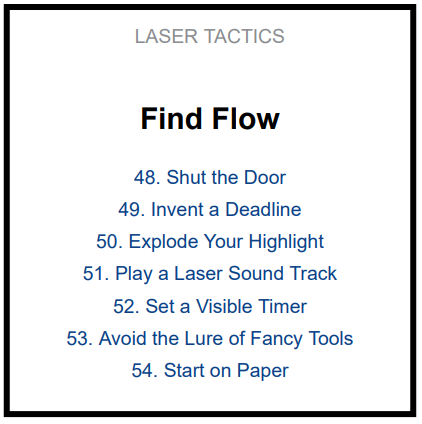 LASER TACTICS
Find Flow
48. Shut the Door
49. Invent a Deadline
50. Explode Your Highlight
51. Play a Laser Sound Track
52. Set a Visible Timer
53. Avoid the Lure of Fancy Tools
54. Start on Paper